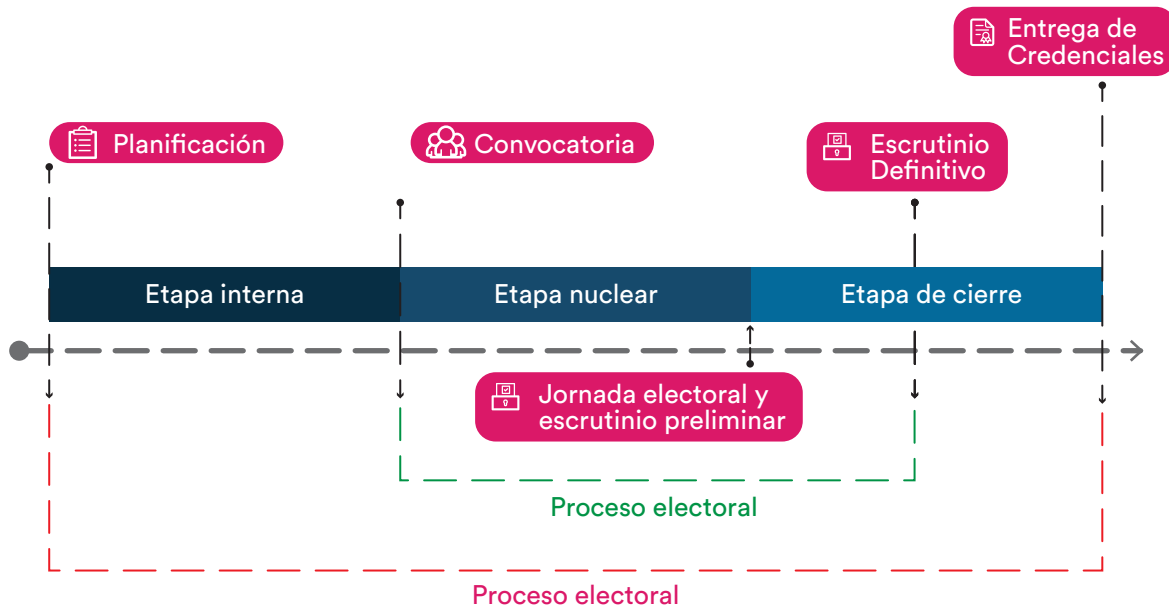 Entrega de
Credenciales
Planificación
Convocatoria
Escrutinio
Definitivo
Etapa interna
Etapa nuclear
Etapa de cierre
Jornada electoral y
escrutinio preliminar
Proceso electoral
Proceso electoral